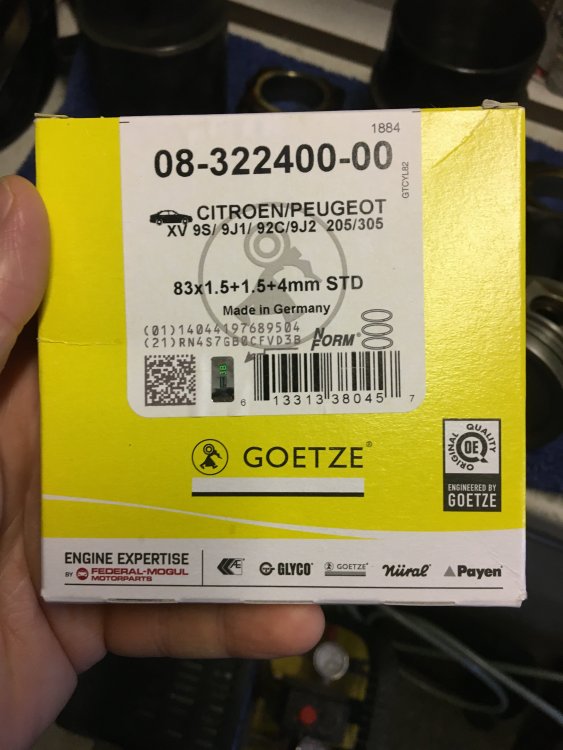 1884
08-322400-00
GTCYL82
CITROEN/PEUGEOT
XV 9S/ 9J1/ 92C/9J2 205/305
83x1.5+1.5+4mm STD
Made in Germany
(01)14044197689504
(21)RN4S7GB0CFVD3B
N FORM®
6 13313 38045 7
GOETZE®
ORIGINAL QUALITY
OE
ENGINEERED BY
GOETZE
ENGINE EXPERTISE
BY FEDERAL-MOGUL
MOTORPARTS
AE
GLYCO®
GOETZE®
Nüral®
Payen®